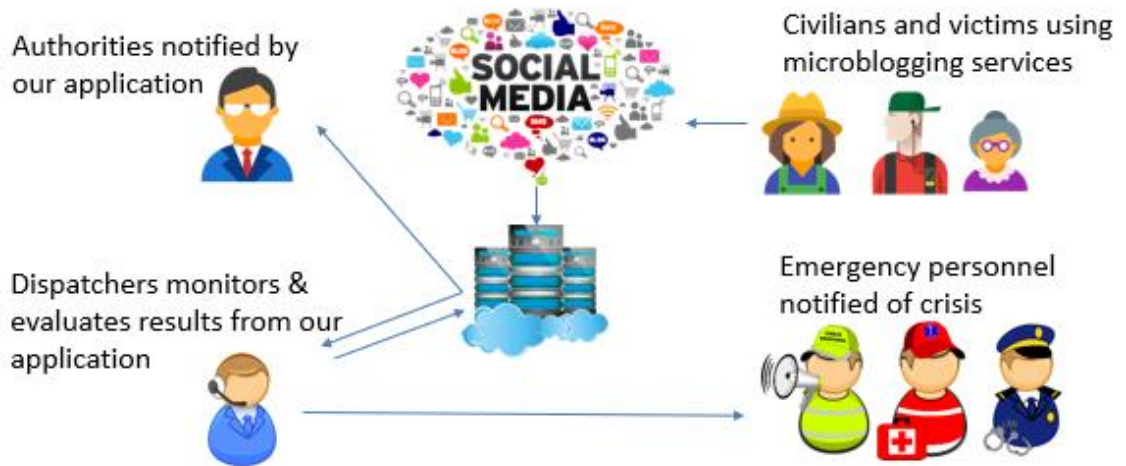 Authorities notified by
our application
SOCIAL
MEDIA
Civilians and victims using
microblogging services
Dispatchers monitors &
evaluates results from our
application
Emergency personnel
notified of crisis